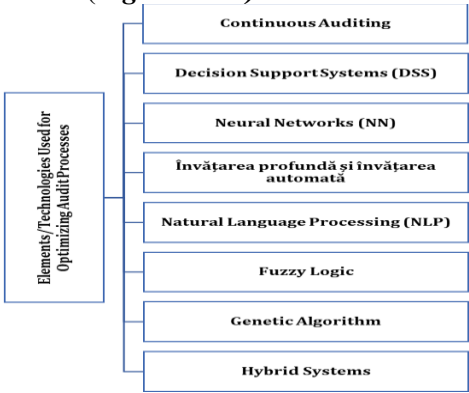 Continuous Auditing
Decision Support Systems (DSS)
Neural Networks (NN)
Elements/Technologies Used for
Optimizing Audit Processes
Învățarea profundă și învățarea
automată
Natural Language Processing (NLP)
Fuzzy Logic
Genetic Algorithm
Hybrid Systems